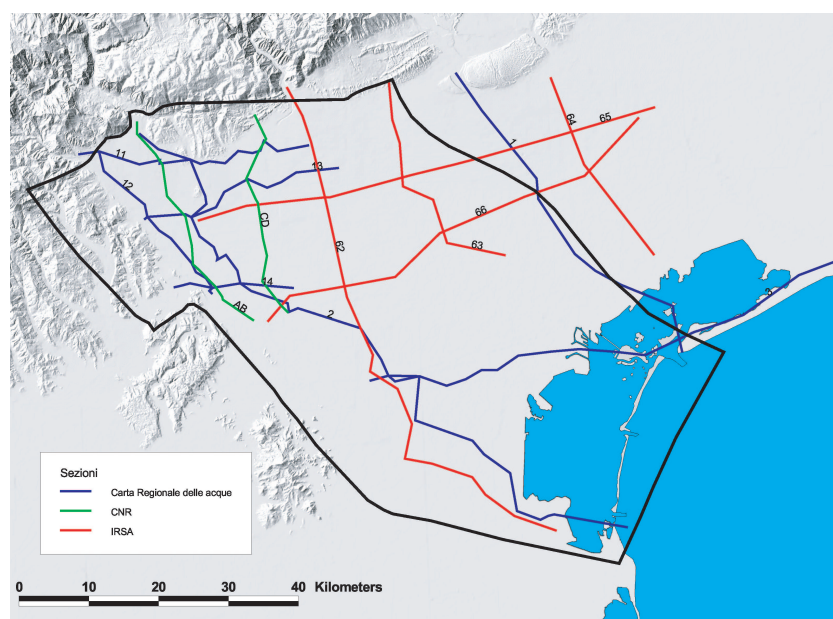 1
64
65
11
13
12
66
CD
62
63
14
3
AB
2
Sezioni
Carta Regionale delle acque
CNR
IRSA
0 10 20 30 40 Kilometers